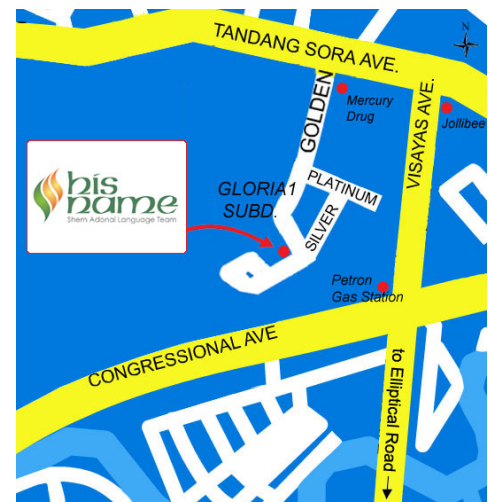 TANDANG SORA AVE.
N
Mercury
Drug
Jollibee
GOLDEN
VISAYAS AVE.
his
name
Shem Adonai Language Team
GLORIA1
SUBD.
PLATINUM
SILVER
Petron
Gas Station
CONGRESSIONAL AVE
to Elliptical Road